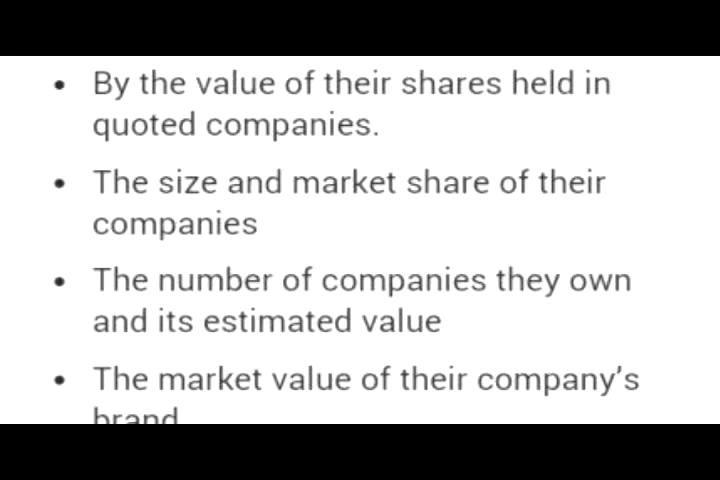 • By the value of their shares held in
quoted companies.
• The size and market share of their
companies
• The number of companies they own
and its estimated value
• The market value of their company's
brand